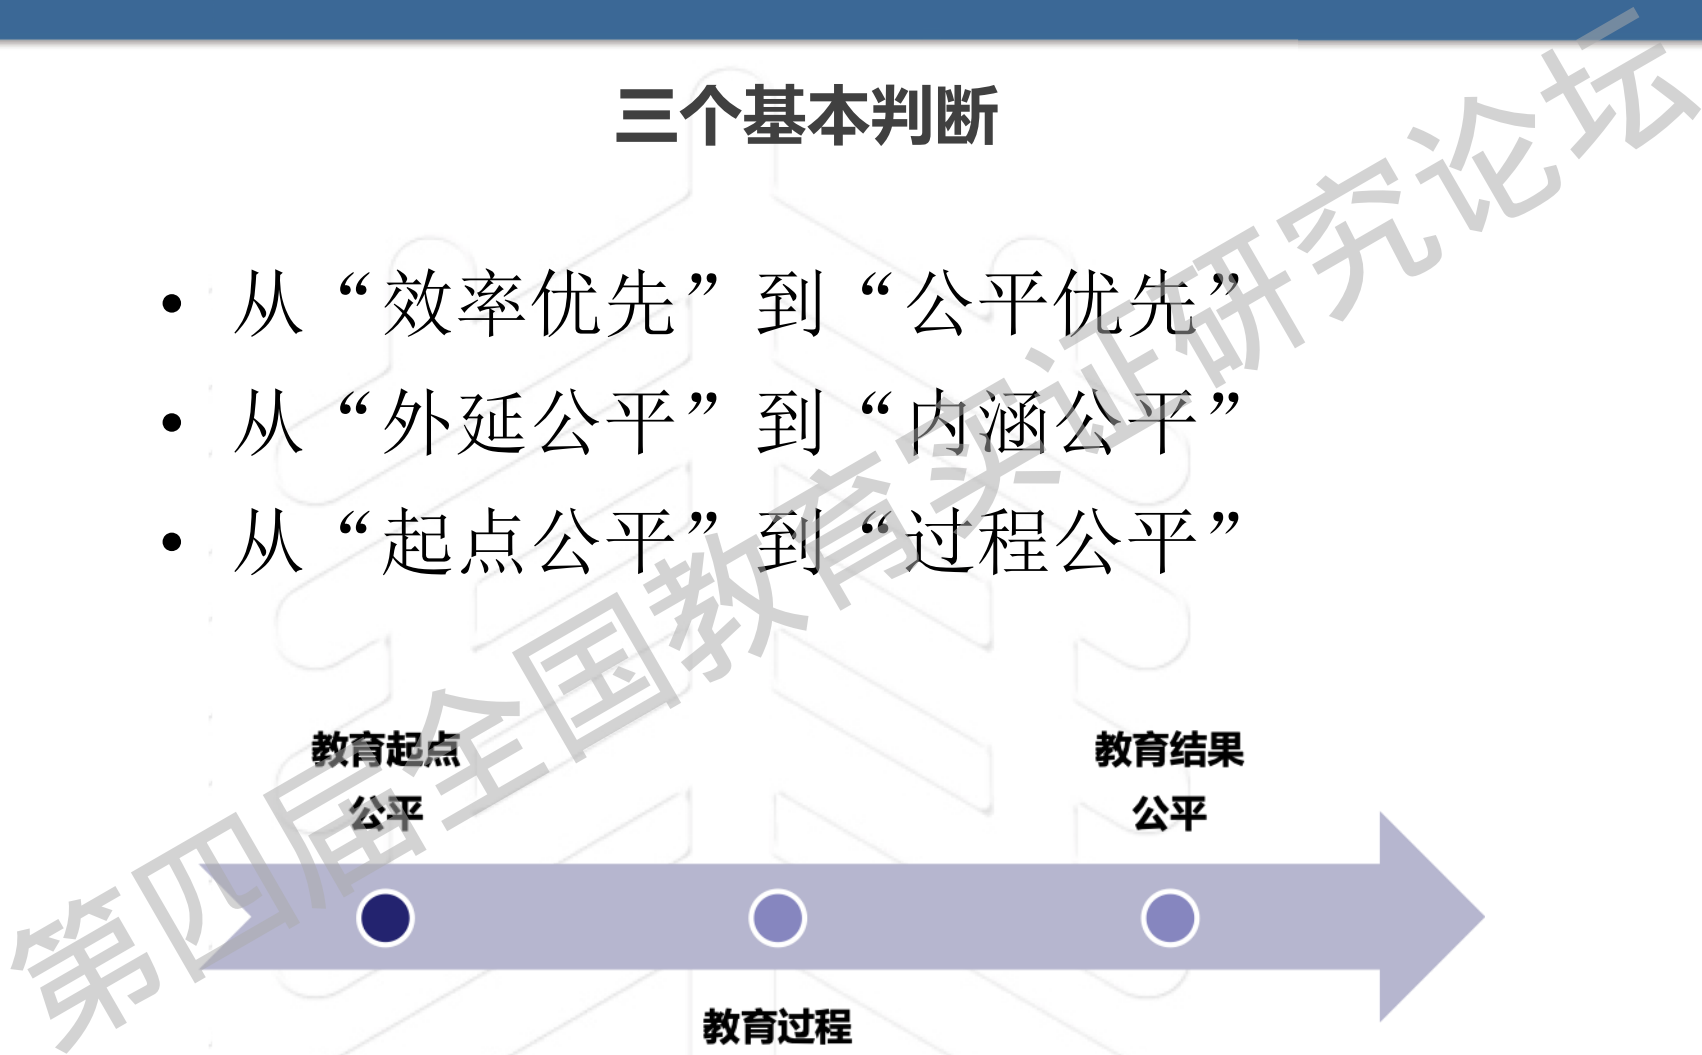 三个基本判断
• 从“效率优先”到“公平优先”
• 从“外延公平”到“内涵公平”
• 从“起点公平”到“过程公平”
教育起点
公平
教育结果
公平
教育过程
第四届全国教育实证研究论坛